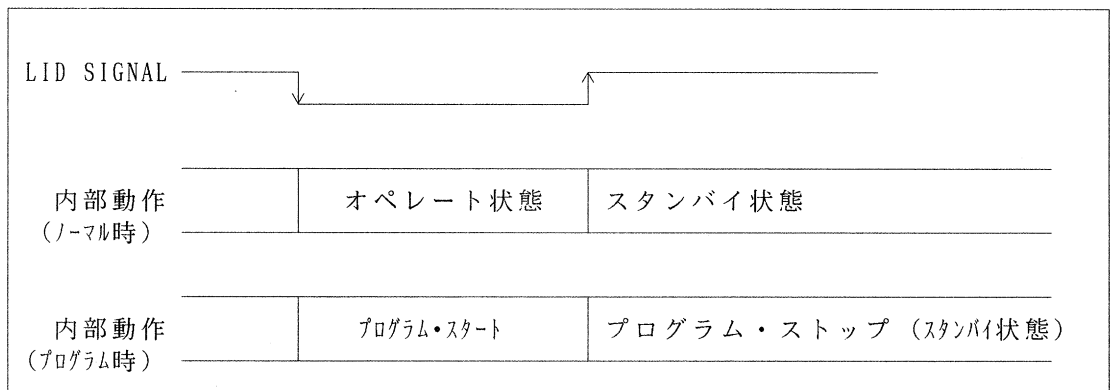 LID SIGNAL
内部動作 オペレート状態 スタンバイ状態
(ﾉｰﾏﾙ時)
内部動作 ﾌﾟﾛｸﾞﾗﾑ・ｽﾀｰﾄ プログラム・ストップ (ｽﾀﾝﾊﾞｲ状態)
(ﾌﾟﾛｸﾞﾗﾑ時)